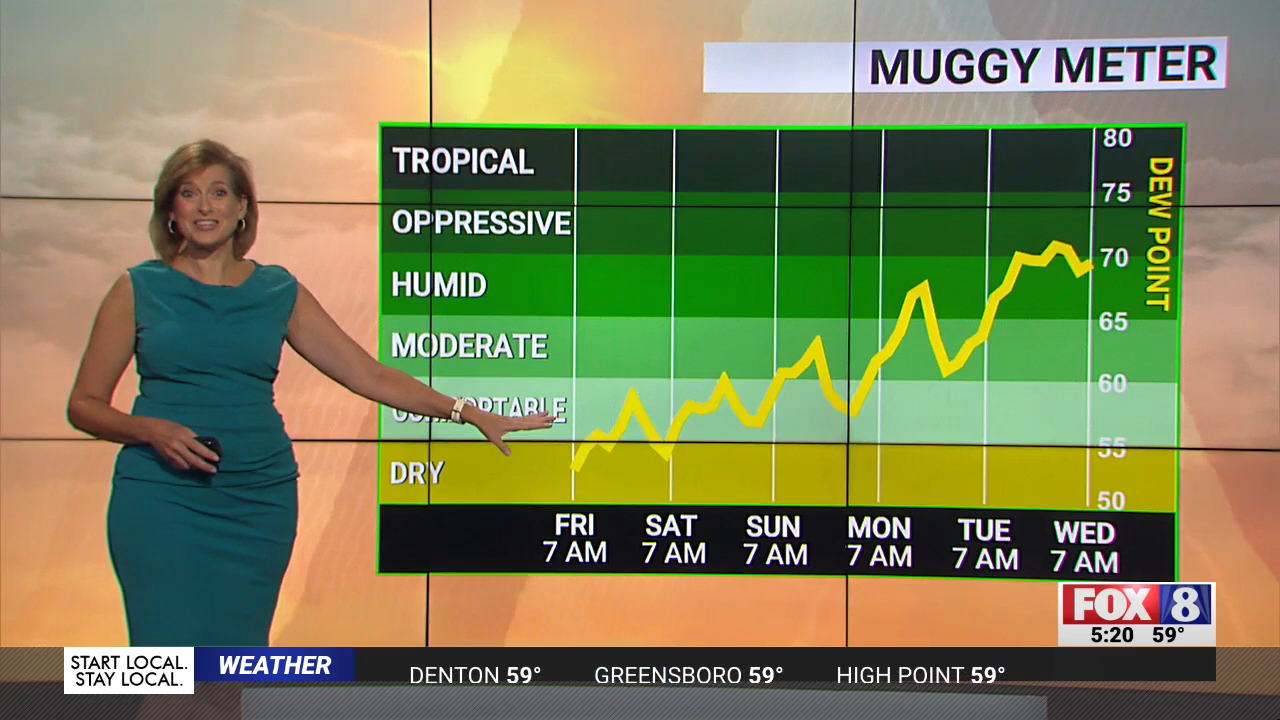 MUGGY METER
TROPICAL
OPPRESSIVE
HUMID
MODERATE
COMFORTABLE
DRY
80
75
70
65
60
55
50
DEW POINT
FRI SAT SUN MON TUE WED
7 AM 7 AM 7 AM 7 AM 7 AM 7 AM
FOX 8
5:20 59°
START LOCAL.
STAY LOCAL.
WEATHER
DENTON 59° GREENSBORO 59° HIGH POINT 59°